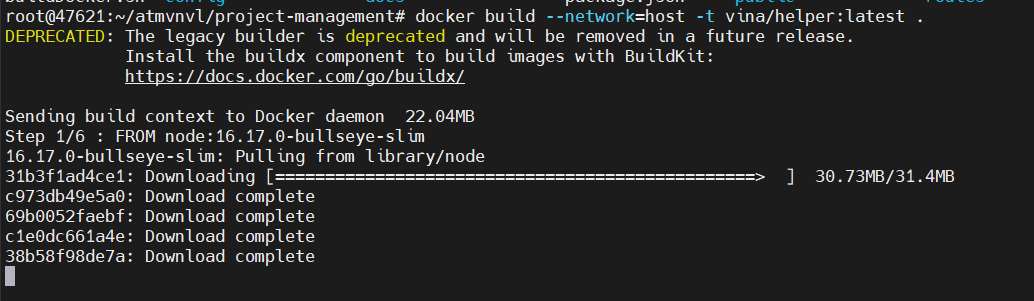 root@47621:~/atmvnvl/project-management# docker build --network=host -t vina/helper:latest .
DEPRECATED: The legacy builder is deprecated and will be removed in a future release.
            Install the buildx component to build images with BuildKit:
            https://docs.docker.com/go/buildx/

Sending build context to Docker daemon  22.04MB
Step 1/6 : FROM node:16.17.0-bullseye-slim
16.17.0-bullseye-slim: Pulling from library/node
31b3f1ad4ce1: Downloading [================================================>  ]  30.73MB/31.4MB
c973db49e5a0: Download complete
69b0052faebf: Download complete
c1e0dc661a4e: Download complete
38b58f98de7a: Download complete